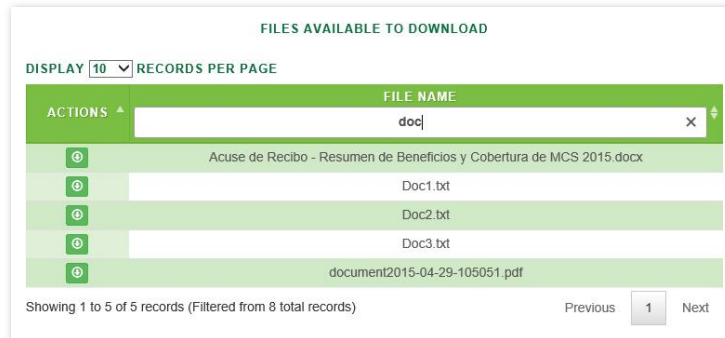 FILES AVAILABLE TO DOWNLOAD
DISPLAY 10 RECORDS PER PAGE
ACTIONS
FILE NAME
doc
Acuse de Recibo - Resumen de Beneficios y Cobertura de MCS 2015.docx
Doc1.txt
Doc2.txt
Doc3.txt
document2015-04-29-105051.pdf
Showing 1 to 5 of 5 records (Filtered from 8 total records)
Previous 1 Next